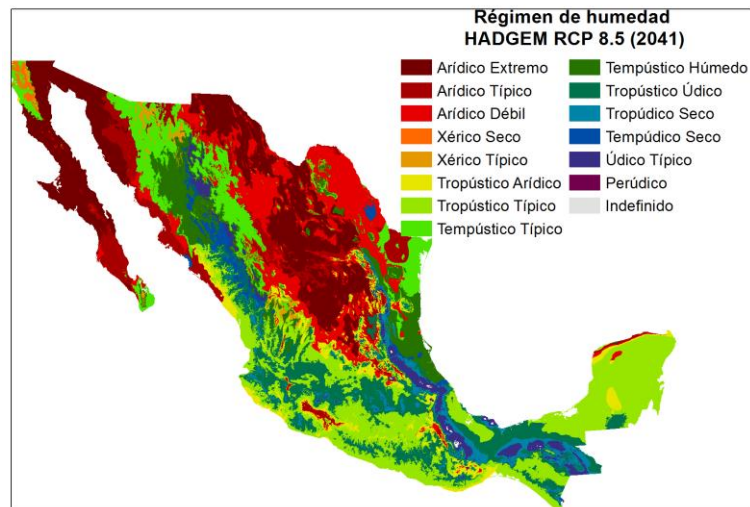 Régimen de humedad
HADGEM RCP 8.5 (2041)
Arídico Extremo
Arídico Típico
Arídico Débil
Xérico Seco
Xérico Típico
Tropústico Arídico
Tropústico Típico
Tempústico Típico
Tempústico Húmedo
Tropústico Údico
Tropúdico Seco
Tempúdico Seco
Údico Típico
Perúdico
Indefinido